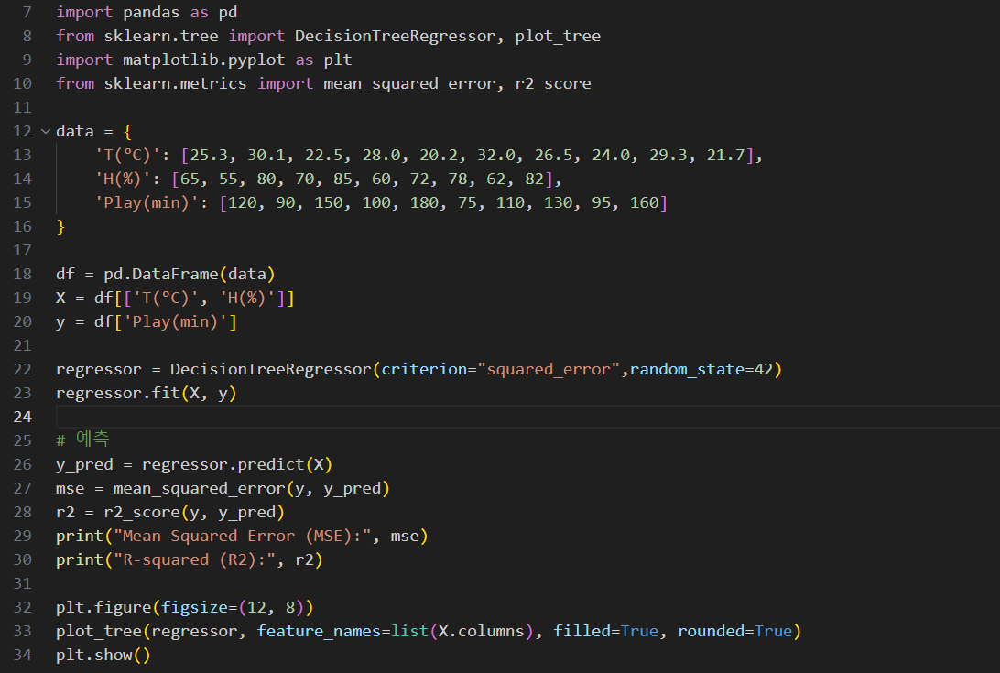 7 import pandas as pd
8 from sklearn.tree import DecisionTreeRegressor, plot_tree
9 import matplotlib.pyplot as plt
10 from sklearn.metrics import mean_squared_error, r2_score
11
12 data = {
13     'T(°C)': [25.3, 30.1, 22.5, 28.0, 20.2, 32.0, 26.5, 24.0, 29.3, 21.7],
14     'H(%)': [65, 55, 80, 70, 85, 60, 72, 78, 62, 82],
15     'Play(min)': [120, 90, 150, 100, 180, 75, 110, 130, 95, 160]
16 }
17
18 df = pd.DataFrame(data)
19 X = df[['T(°C)', 'H(%)']]
20 y = df['Play(min)']
21
22 regressor = DecisionTreeRegressor(criterion="squared_error",random_state=42)
23 regressor.fit(X, y)
24
25 # 예측
26 y_pred = regressor.predict(X)
27 mse = mean_squared_error(y, y_pred)
28 r2 = r2_score(y, y_pred)
29 print("Mean Squared Error (MSE):", mse)
30 print("R-squared (R2):", r2)
31
32 plt.figure(figsize=(12, 8))
33 plot_tree(regressor, feature_names=list(X.columns), filled=True, rounded=True)
34 plt.show()